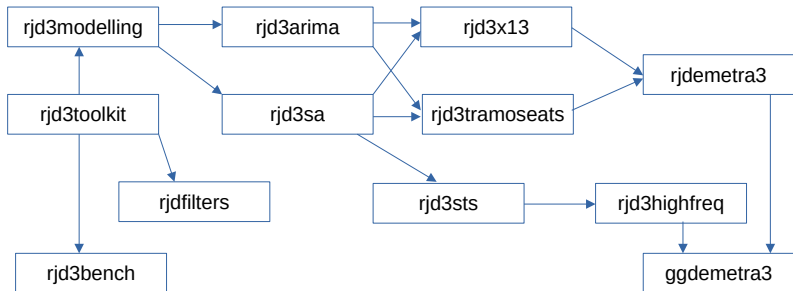 rjd3modelling
rjd3arima
rjd3x13
rjdemetra3
rjd3toolkit
rjd3sa
rjd3tramoseats
rjdfilters
rjd3sts
rjd3highfreq
rjd3bench
ggdemetra3